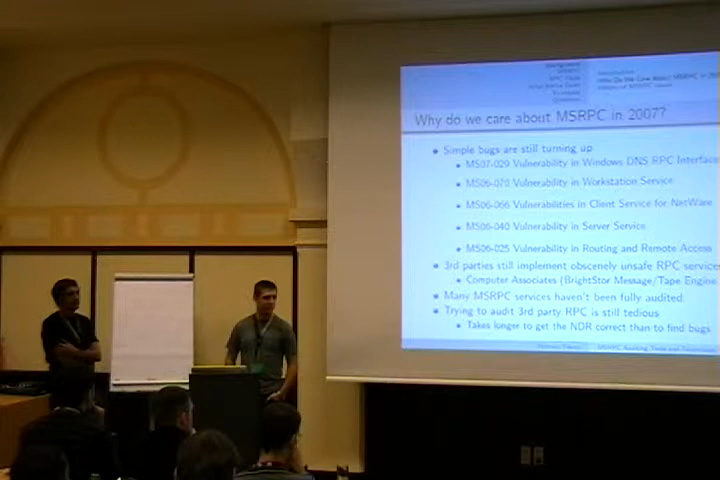 Why do we care about MSRPC in 2007?
Simple bugs are still turning up
MS07-029 Vulnerability in Windows DNS RPC Interface
MS06-070 Vulnerability in Workstation Service
MS06-066 Vulnerabilities in Client Service for NetWare
MS06-040 Vulnerability in Server Service
MS06-025 Vulnerability in Routing and Remote Access
3rd parties still implement obscenely unsafe RPC services
Computer Associates (BrightStor Message/Tape Engine
Many MSRPC services haven't been fully audited
Trying to audit 3rd party RPC is still tedious
Takes longer to get the NDR correct than to find bugs